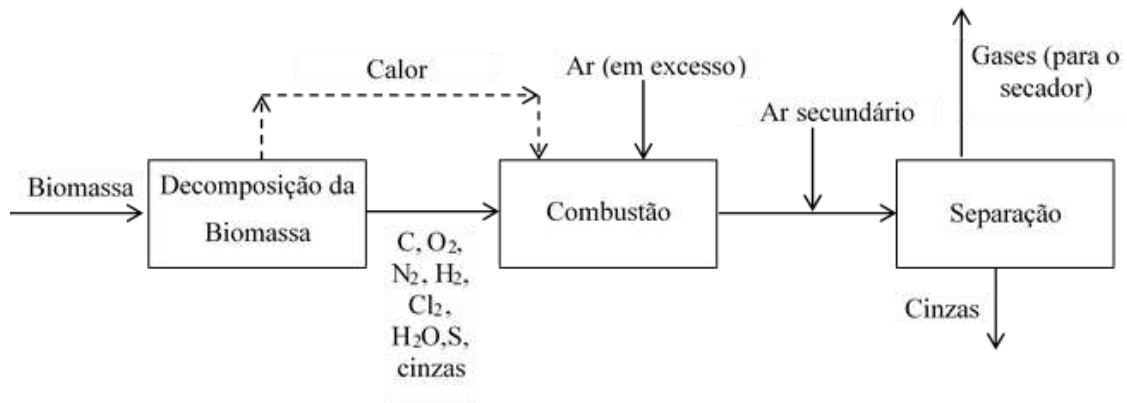 Biomassa
Decomposição da
Biomassa
Calor
C, O₂,
N₂, H₂,
Cl₂,
H₂O,S,
cinzas
Ar (em excesso)
Combustão
Ar secundário
Separação
Gases (para o
secador)
Cinzas